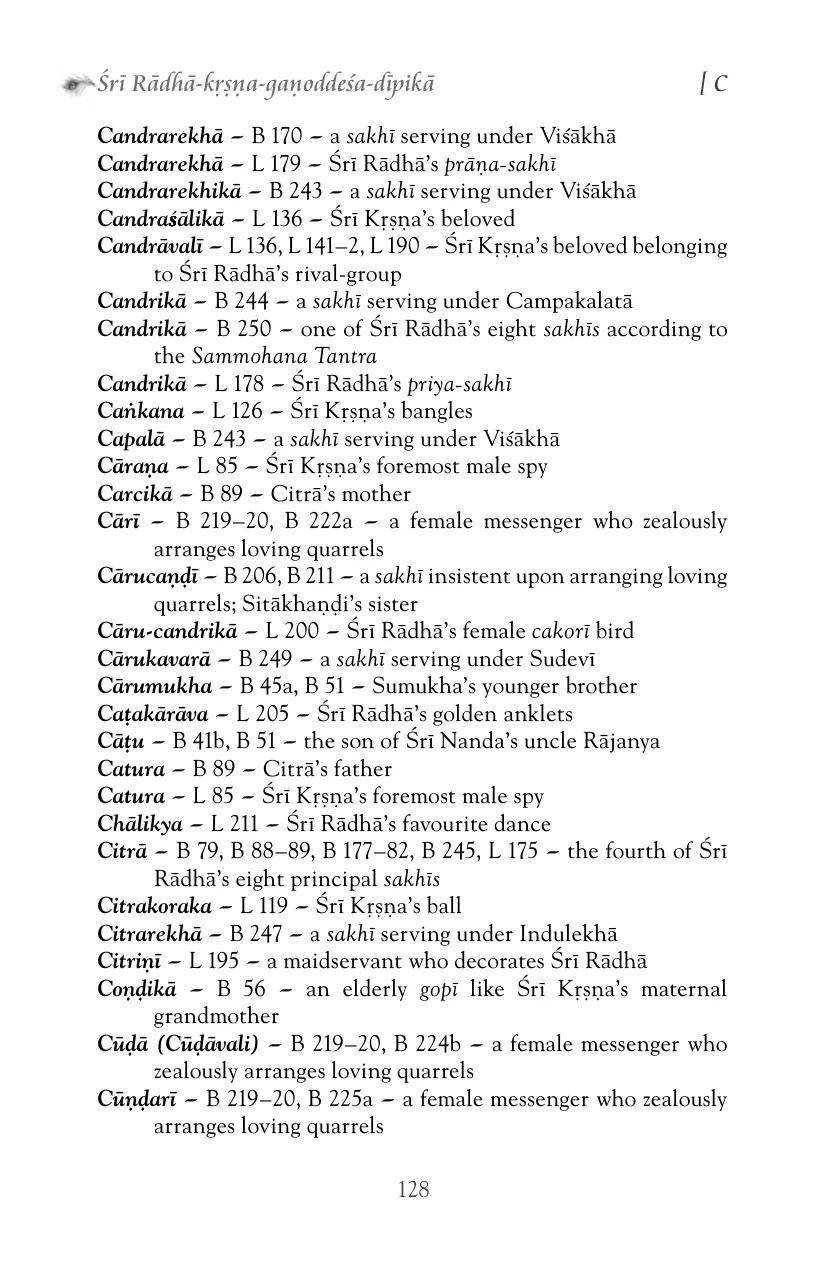 Śrī Rādhā-kṛṣṇa-gaṇoddeśa-dīpikā | C
Candrarekhā – B 170 – a sakhī serving under Viśākhā
Candrarekhā – L 179 – Śrī Rādhā’s prāṇa-sakhī
Candrarekhikā – B 243 – a sakhī serving under Viśākhā
Candraśālikā – L 136 – Śrī Kṛṣṇa’s beloved
Candrāvalī – L 136, L 141–2, L 190 – Śrī Kṛṣṇa’s beloved belonging
to Śrī Rādhā’s rival-group
Candrikā – B 244 – a sakhī serving under Campakalatā
Candrikā – B 250 – one of Śrī Rādhā’s eight sakhīs according to
the Sammohana Tantra
Candrikā – L 178 – Śrī Rādhā’s priya-sakhī
Caṅkana – L 126 – Śrī Kṛṣṇa’s bangles
Capalā – B 243 – a sakhī serving under Viśākhā
Cāraṇa – L 85 – Śrī Kṛṣṇa’s foremost male spy
Carcikā – B 89 – Citrā’s mother
Cārī – B 219–20, B 222a – a female messenger who zealously
arranges loving quarrels
Cārucaṇḍī – B 206, B 211 – a sakhī insistent upon arranging loving
quarrels; Sitākhaṇḍi’s sister
Cāru-candrikā – L 200 – Śrī Rādhā’s female cakorī bird
Cārukavarā – B 249 – a sakhī serving under Sudevī
Cārumukha – B 45a, B 51 – Sumukha’s younger brother
Caṭakārāva – L 205 – Śrī Rādhā’s golden anklets
Cāṭu – B 41b, B 51 – the son of Śrī Nanda’s uncle Rājanya
Catura – B 89 – Citrā’s father
Catura – L 85 – Śrī Kṛṣṇa’s foremost male spy
Chālikya – L 211 – Śrī Rādhā’s favourite dance
Citrā – B 79, B 88–89, B 177–82, B 245, L 175 – the fourth of Śrī
Rādhā’s eight principal sakhīs
Citrakoraka – L 119 – Śrī Kṛṣṇa’s ball
Citrarekhā – B 247 – a sakhī serving under Indulekhā
Citriṇī – L 195 – a maidservant who decorates Śrī Rādhā
Coṇḍikā – B 56 – an elderly gopī like Śrī Kṛṣṇa’s maternal
grandmother
Cūḍā (Cūḍāvali) – B 219–20, B 224b – a female messenger who
zealously arranges loving quarrels
Cūṇḍarī – B 219–20, B 225a – a female messenger who zealously
arranges loving quarrels
128